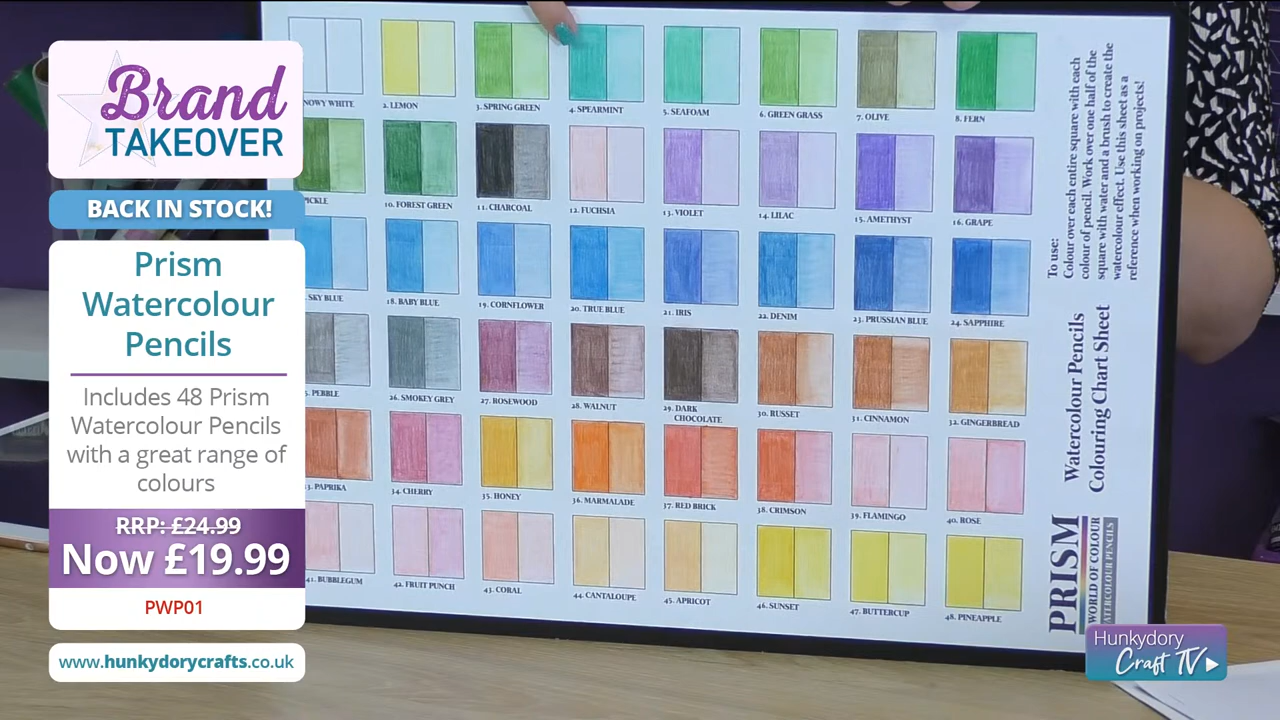 Brand
TAKEOVER
BACK IN STOCK!
Prism
Watercolour
Pencils
Includes 48 Prism
Watercolour Pencils
with a great range of
colours
RRP: £24.99
Now £19.99
PWP01
www.hunkydorycrafts.co.uk
WHITE
2. LEMON
3. SPRING GREEN
4. SPEARMINT
5. SEAFOAM
6. GREEN GRASS
7. OLIVE
8. FERN
10. FOREST GREEN
11. CHARCOAL
12. FUCHSIA
13. VIOLET
14. LILAC
15. AMETHYST
16. GRAPE
SKY BLUE
18. BABY BLUE
19. CORNFLOWER
20. TRUE BLUE
21. IRIS
22. DENIM
23. PRUSSIAN BLUE
24. SAPPHIRE
PEBBLE
26. SMOKEY GREY
27. ROSEWOOD
28. WALNUT
29. DARK
CHOCOLATE
30. RUSSET
31. CINNAMON
32. GINGERBREAD
PAPRIKA
34. CHERRY
35. HONEY
36. MARMALADE
37. RED BRICK
38. CRIMSON
39. FLAMINGO
40. ROSE
41. BUBBLEGUM
42. FRUIT PUNCH
43. CORAL
44. CANTALOUPE
45. APRICOT
46. SUNSET
47. BUTTERCUP
48. PINEAPPLE
To use:
Colour over each entire square with each
colour of pencil. Work over one half of the
square with water and a brush to create the
watercolour effect. Use this sheet as a
reference when working on projects!
Watercolour Pencils
Colouring Chart Sheet
PRISM
WORLD OF COLOUR
WATERCOLOUR PENCILS
Hunkydory
Craft TV